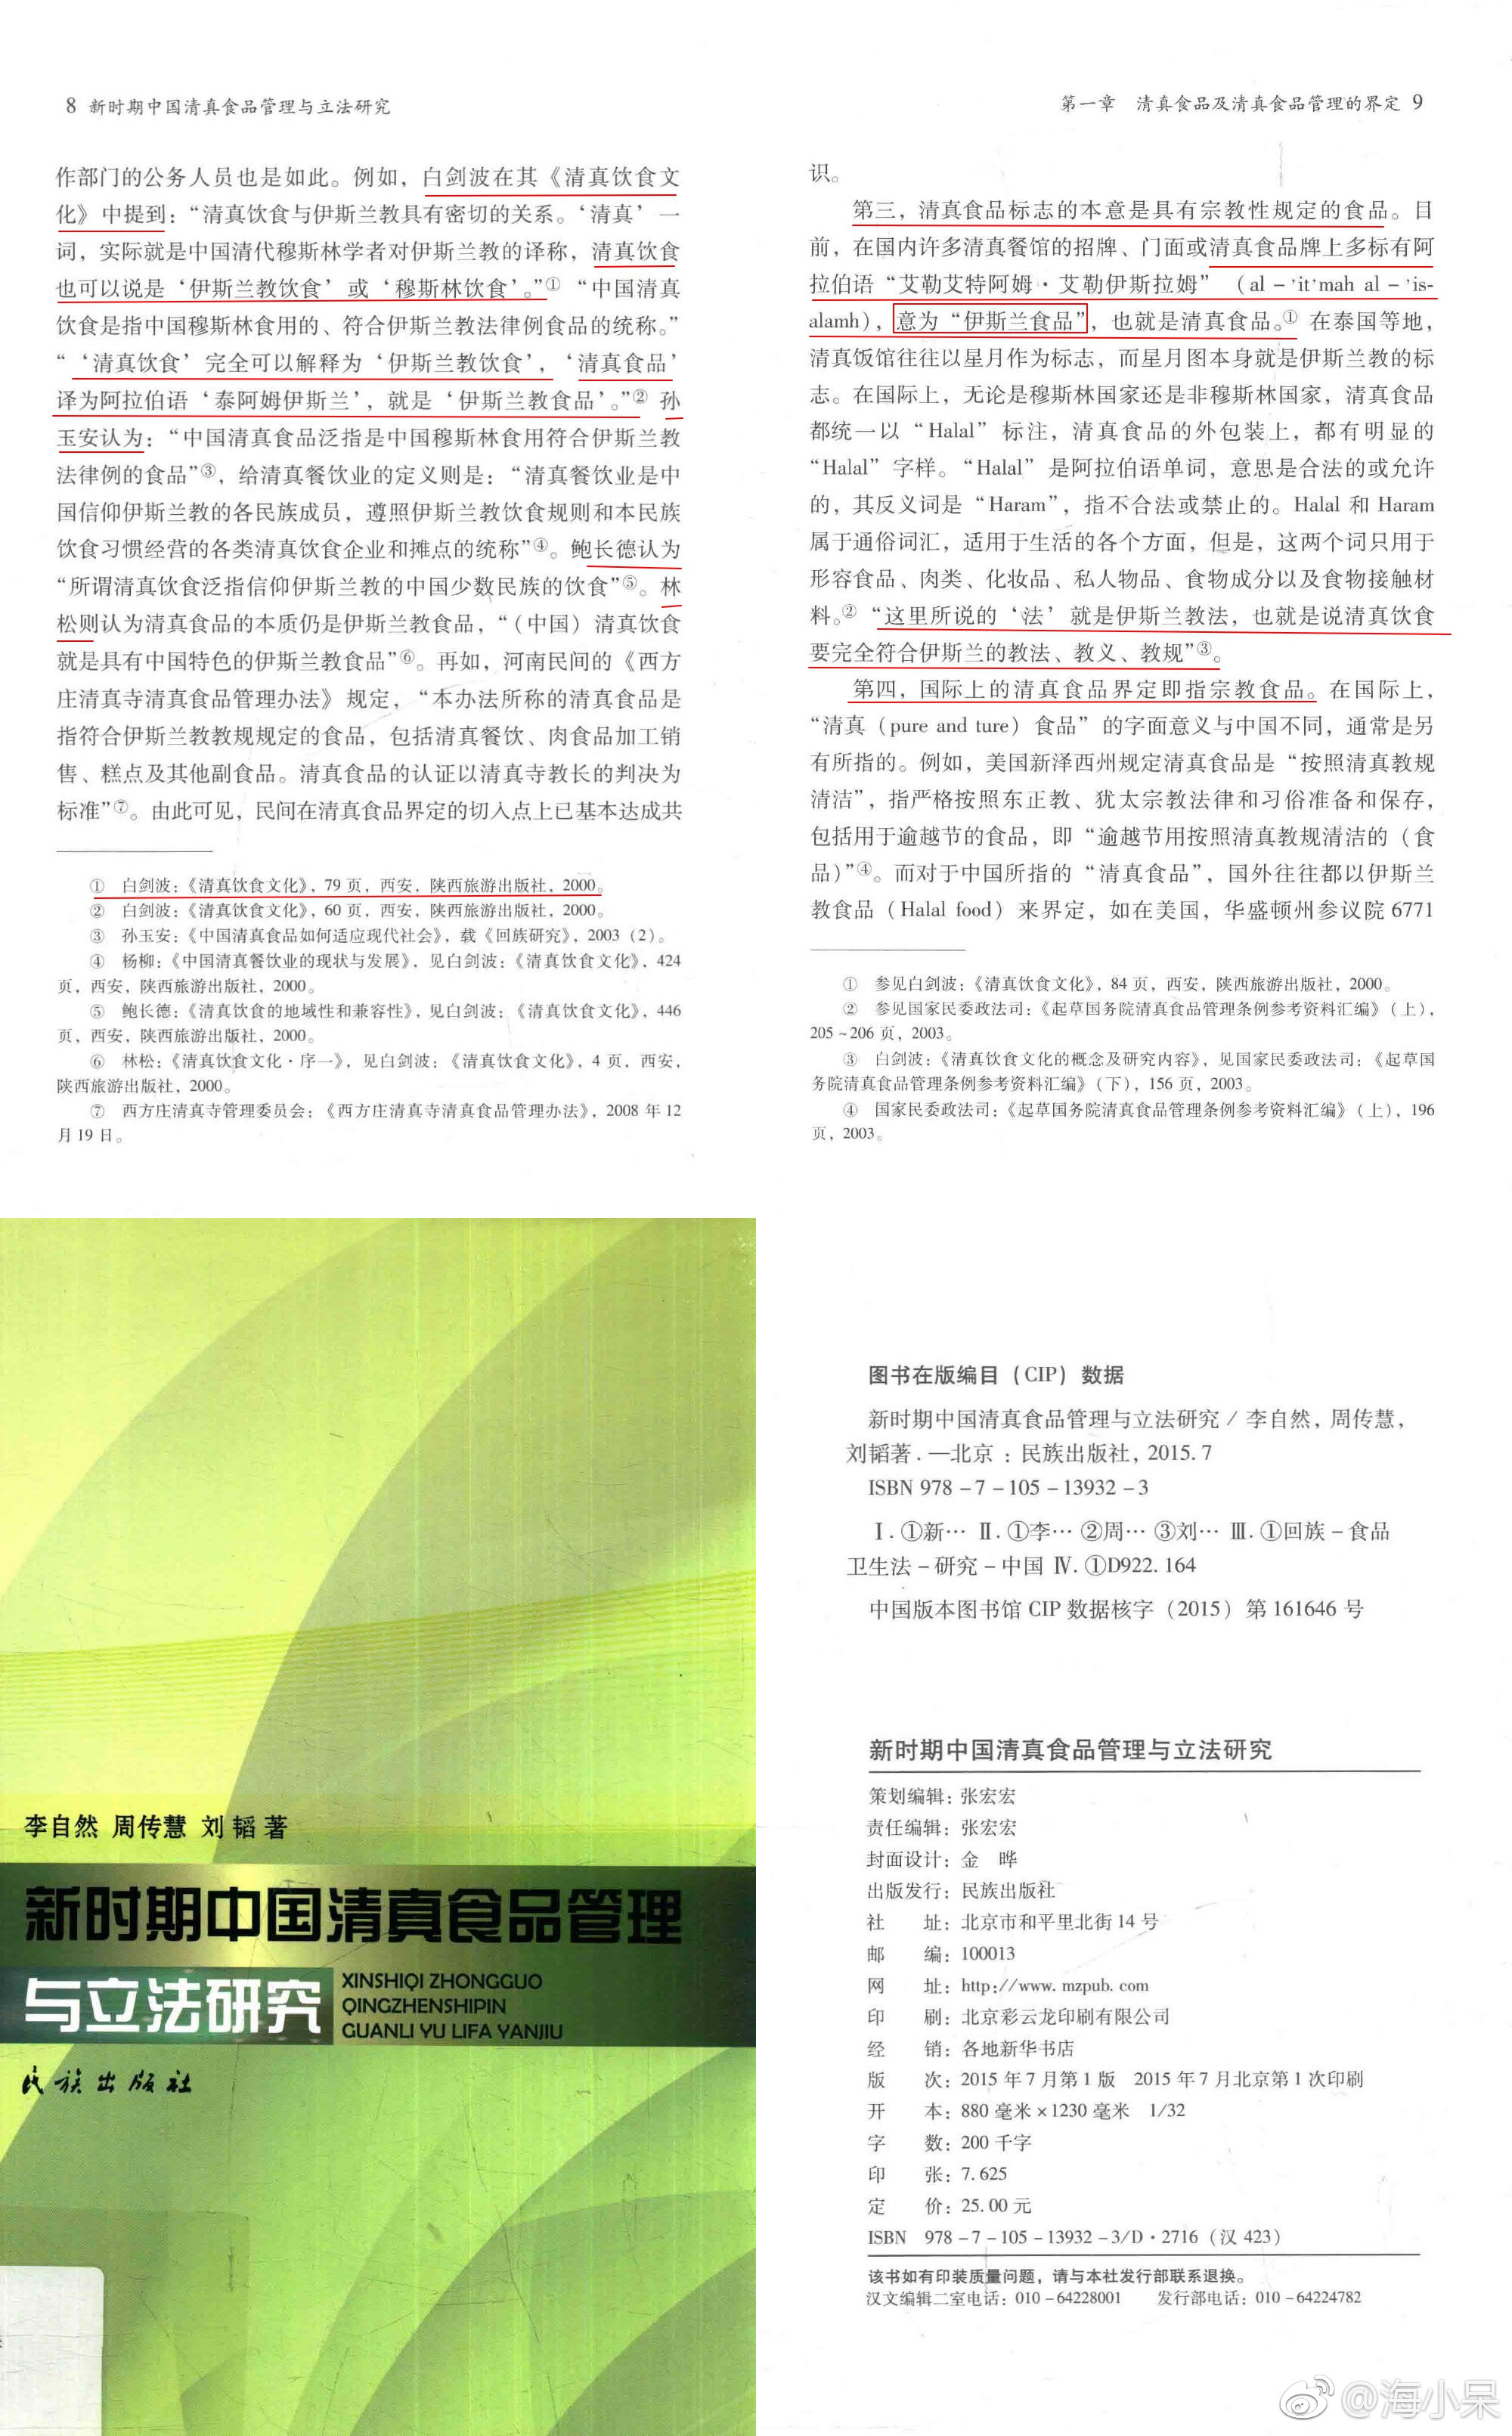 8 新时期中国清真食品管理与立法研究
作部门的公务人员也是如此。例如，白剑波在其《清真饮食文
化》中提到：“清真饮食与伊斯兰教具有密切的关系。‘清真’一
词，实际就是中国清代穆斯林学者对伊斯兰教的译称，清真饮食
也可以说是‘伊斯兰教饮食’或‘穆斯林饮食’。”① “中国清真
饮食是指中国穆斯林食用的、符合伊斯兰教法律例食品的统称。”
“‘清真饮食’完全可以解释为‘伊斯兰教饮食’，‘清真食品’
译为阿拉伯语‘泰阿姆伊斯兰’，就是‘伊斯兰教食品’。”② 孙
玉安认为：“中国清真食品泛指是中国穆斯林食用符合伊斯兰教
法律例的食品”③，给清真餐饮业的定义则是：“清真餐饮业是中
国信仰伊斯兰教的各民族成员，遵照伊斯兰教饮食规则和本民族
饮食习惯经营的各类清真饮食企业和摊点的统称”④。鲍长德认为
“所谓清真饮食泛指信仰伊斯兰教的中国少数民族的饮食”⑤。林
松则认为清真食品的本质仍是伊斯兰教食品，“（中国）清真饮食
就是具有中国特色的伊斯兰教食品”⑥。再如，河南民间的《西方
庄清真寺清真食品管理办法》规定，“本办法所称的清真食品是
指符合伊斯兰教教规规定的食品，包括清真餐饮、肉食品加工销
售、糕点及其他副食品。清真食品的认证以清真寺教长的判决为
标准”⑦。由此可见，民间在清真食品界定的切入点上已基本达成共
① 白剑波：《清真饮食文化》，79 页，西安，陕西旅游出版社，2000。
② 白剑波：《清真饮食文化》，60 页，西安，陕西旅游出版社，2000。
③ 孙玉安：《中国清真食品如何适应现代社会》，载《回族研究》，2003（2）。
④ 杨柳：《中国清真餐饮业的现状与发展》，见白剑波：《清真饮食文化》，424
页，西安，陕西旅游出版社，2000。
⑤ 鲍长德：《清真饮食的地域性和兼容性》，见白剑波：《清真饮食文化》，446
页，西安，陕西旅游出版社，2000。
⑥ 林松：《清真饮食文化·序一》，见白剑波：《清真饮食文化》，4 页，西安，
陕西旅游出版社，2000。
⑦ 西方庄清真寺管理委员会：《西方庄清真寺清真食品管理办法》，2008 年 12
月 19 日。
第一章 清真食品及清真食品管理的界定 9
识。
第三，清真食品标志的本意是具有宗教性规定的食品。目
前，在国内许多清真餐馆的招牌、门面或清真食品牌上多标有阿
拉伯语“艾勒艾特阿姆·艾勒伊斯拉姆”（al－’it’mah al－’is-
alamh），意为“伊斯兰食品”，也就是清真食品。① 在泰国等地，
清真饭馆往往以星月作为标志，而星月图本身就是伊斯兰教的标
志。在国际上，无论是穆斯林国家还是非穆斯林国家，清真食品
都统一以“Halal”标注，清真食品的外包装上，都有明显的
“Halal”字样。“Halal”是阿拉伯语单词，意思是合法的或允许
的，其反义词是“Haram”，指不合法或禁止的。Halal 和 Haram
属于通俗词汇，适用于生活的各个方面，但是，这两个词只用于
形容食品、肉类、化妆品、私人物品、食物成分以及食物接触材
料。② “这里所说的‘法’就是伊斯兰教法，也就是说清真饮食
要完全符合伊斯兰的教法、教义、教规”③。
第四，国际上的清真食品界定即指宗教食品。在国际上，
“清真（pure and ture）食品”的字面意义与中国不同，通常是另
有所指的。例如，美国新泽西州规定清真食品是“按照清真教规
清洁”，指严格按照东正教、犹太宗教法律和习俗准备和保存，
包括用于逾越节的食品，即“逾越节用按照清真教规清洁的（食
品）”④。而对于中国所指的“清真食品”，国外往往都以伊斯兰
教食品（Halal food）来界定，如在美国，华盛顿州参议院 6771
① 参见白剑波：《清真饮食文化》，84 页，西安，陕西旅游出版社，2000。
② 参见国家民委政法司：《起草国务院清真食品管理条例参考资料汇编》（上），
205～206 页，2003。
③ 白剑波：《清真饮食文化的概念及研究内容》，见国家民委政法司：《起草国
务院清真食品管理条例参考资料汇编》（下），156 页，2003。
④ 国家民委政法司：《起草国务院清真食品管理条例参考资料汇编》（上），196
页，2003。
李自然 周传慧 刘韬 著
新时期中国清真食品管理
与立法研究
XINSHIQI ZHONGGUO
QINGZHENSHIPIN
GUANLI YU LIFA YANJIU
民族出版社
图书在版编目（CIP）数据
新时期中国清真食品管理与立法研究／李自然，周传慧，
刘韬著．—北京：民族出版社，2015.7
ISBN 978－7－105－13932－3
Ⅰ.①新… Ⅱ.①李… ②周… ③刘… Ⅲ.①回族－食品
卫生法－研究－中国 Ⅳ.①D922.164
中国版本图书馆 CIP 数据核字（2015）第 161646 号
新时期中国清真食品管理与立法研究
策划编辑：张宏宏
责任编辑：张宏宏
封面设计：金 晔
出版发行：民族出版社
社 址：北京市和平里北街 14 号
邮 编：100013
网 址：http://www.mzpub.com
印 刷：北京彩云龙印刷有限公司
经 销：各地新华书店
版 次：2015 年 7 月第 1 版 2015 年 7 月北京第 1 次印刷
开 本：880 毫米×1230 毫米 1/32
字 数：200 千字
印 张：7.625
定 价：25.00 元
ISBN 978－7－105－13932－3/D·2716（汉 423）
该书如有印装质量问题，请与本社发行部联系退换。
汉文编辑二室电话：010－64228001 发行部电话：010－64224782
@海小呆